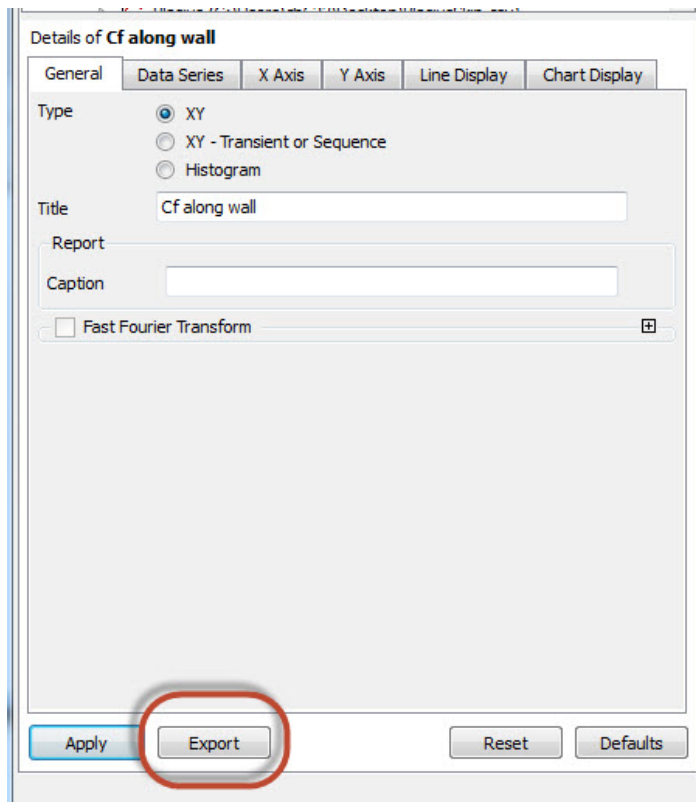 Details of Cf along wall
General Data Series X Axis Y Axis Line Display Chart Display
Type XY
XY - Transient or Sequence
Histogram
Title Cf along wall
Report
Caption
Fast Fourier Transform
Apply Export Reset Defaults